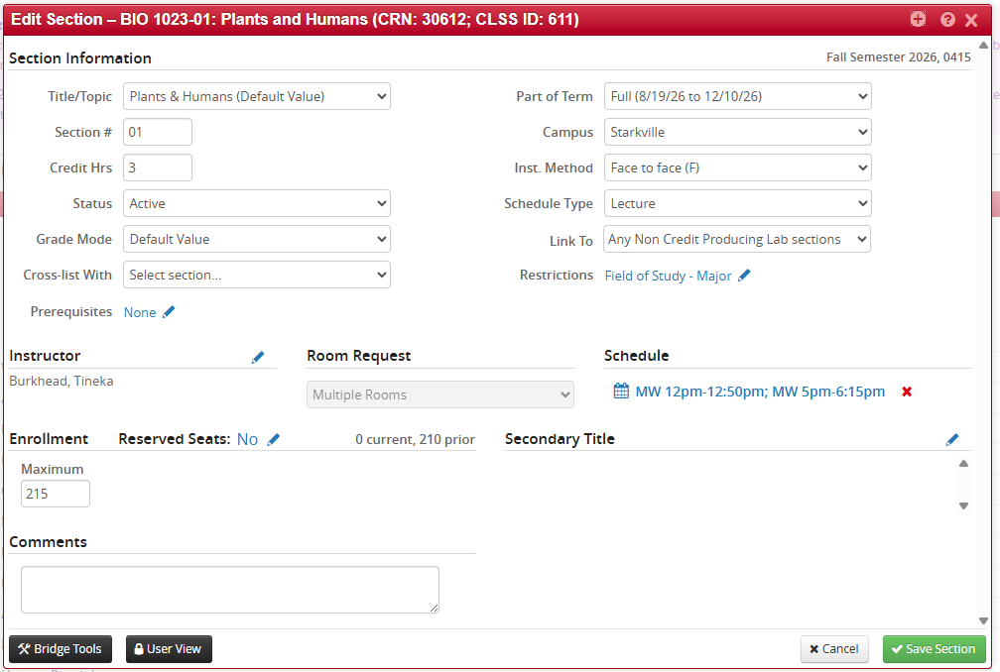 Edit Section – BIO 1023-01: Plants and Humans (CRN: 30612; CLSS ID: 611)
Section Information
Fall Semester 2026, 0415
Title/Topic Plants & Humans (Default Value)
Part of Term Full (8/19/26 to 12/10/26)
Section # 01
Campus Starkville
Credit Hrs 3
Inst. Method Face to face (F)
Status Active
Schedule Type Lecture
Grade Mode Default Value
Link To Any Non Credit Producing Lab sections
Cross-list With Select section...
Restrictions Field of Study - Major
Prerequisites None
Instructor
Room Request
Schedule
Burkhead, Tineka
Multiple Rooms
MW 12pm-12:50pm; MW 5pm-6:15pm
Enrollment Reserved Seats: No 0 current, 210 prior
Secondary Title
Maximum
215
Comments
Bridge Tools
User View
Cancel
Save Section